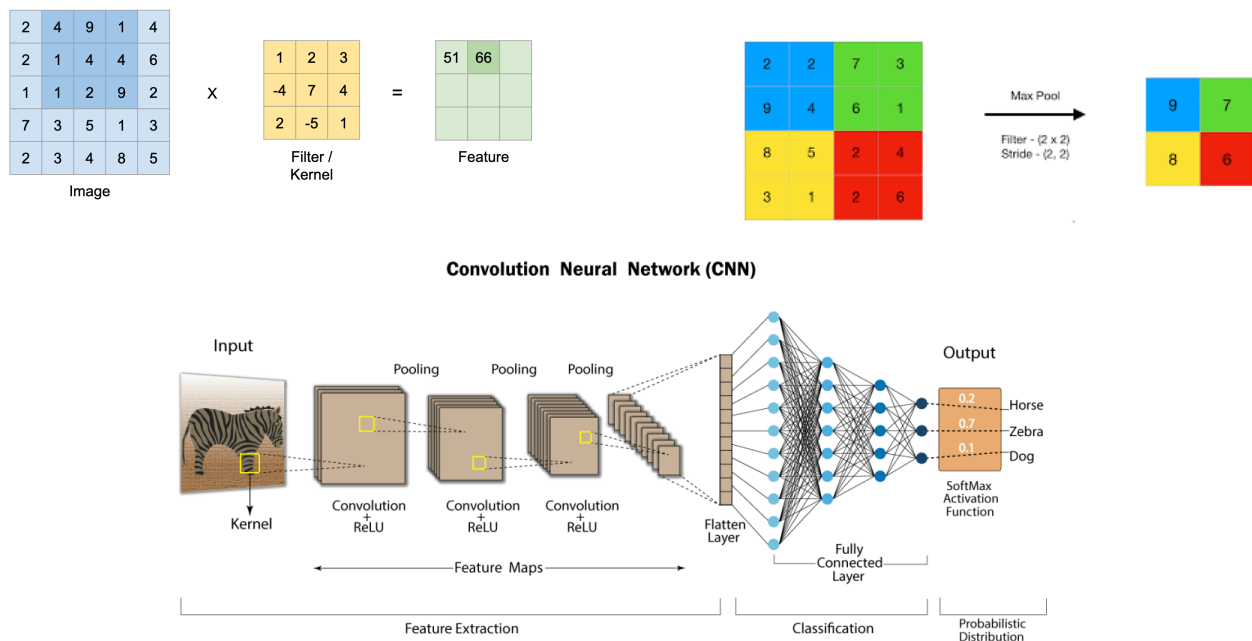 2 4 9 1 4
2 1 4 4 6
1 1 2 9 2
7 3 5 1 3
2 3 4 8 5
Image
X
1 2 3
-4 7 4
2 -5 1
Filter /
Kernel
=
51 66
Feature
2 2 7 3
9 4 6 1
8 5 2 4
3 1 2 6
Max Pool
Filter - (2 x 2)
Stride - (2, 2)
9 7
8 6
Convolution Neural Network (CNN)
Input
Kernel
Pooling
Pooling
Pooling
Convolution
+
ReLU
Convolution
+
ReLU
Convolution
+
ReLU
Feature Maps
Flatten
Layer
Fully
Connected
Layer
Output
0.2
0.7
0.1
Horse
Zebra
Dog
SoftMax
Activation
Function
Feature Extraction
Classification
Probabilistic
Distribution